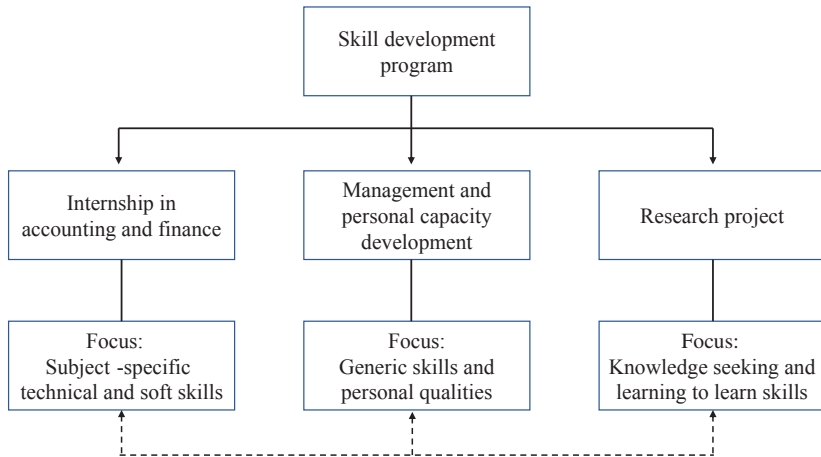 Skill development
program
Internship in
accounting and finance
Management and
personal capacity
development
Research project
Focus:
Subject -specific
technical and soft skills
Focus:
Generic skills and
personal qualities
Focus:
Knowledge seeking and
learning to learn skills